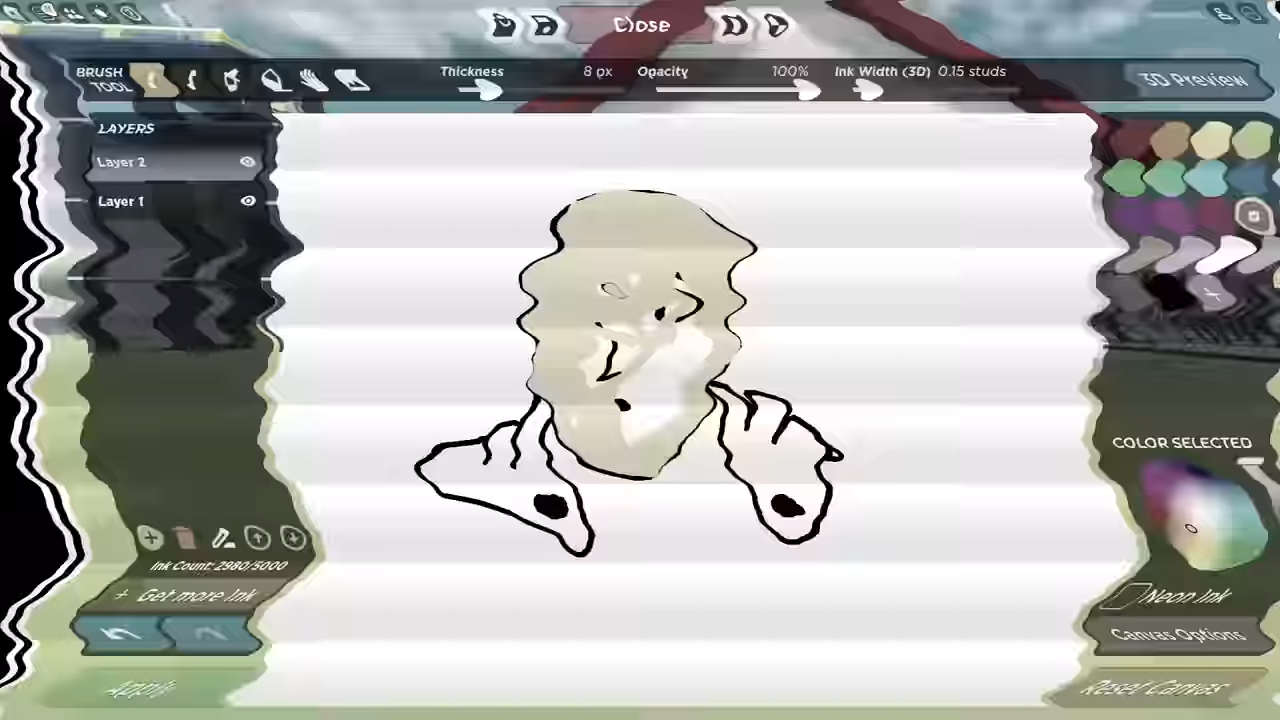 Close
BRUSH
TOOL
Thickness 8 px Opacity 100% Ink Width (3D) 0.15 studs
3D Preview
LAYERS
Layer 2
Layer 1
COLOR SELECTED
Ink Count: 2980/5000
+ Get more Ink
Neon Ink
Canvas Options
Apply
Reset Canvas